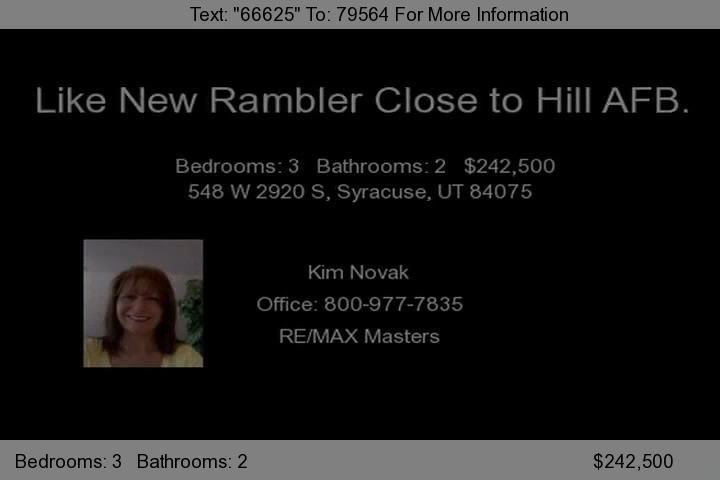 Text: "66625" To: 79564 For More Information
Like New Rambler Close to Hill AFB.
Bedrooms: 3 Bathrooms: 2 $242,500
548 W 2920 S, Syracuse, UT 84075
Kim Novak
Office: 800-977-7835
RE/MAX Masters
Bedrooms: 3 Bathrooms: 2 $242,500